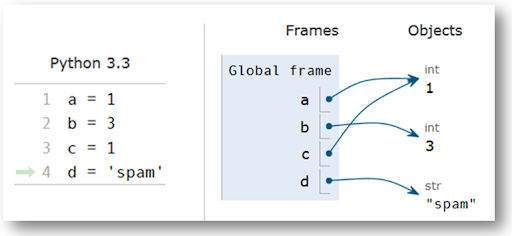 Python 3.3
1 a = 1
2 b = 3
3 c = 1
4 d = 'spam'
Frames
Objects
Global frame
a
b
c
d
int
1
int
3
str
"spam"